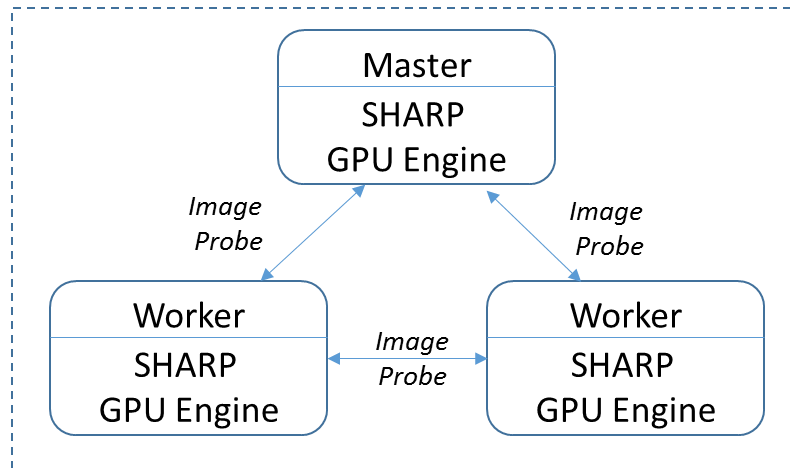 Master
SHARP
GPU Engine
Image
Probe
Image
Probe
Worker
SHARP
GPU Engine
Image
Probe
Worker
SHARP
GPU Engine